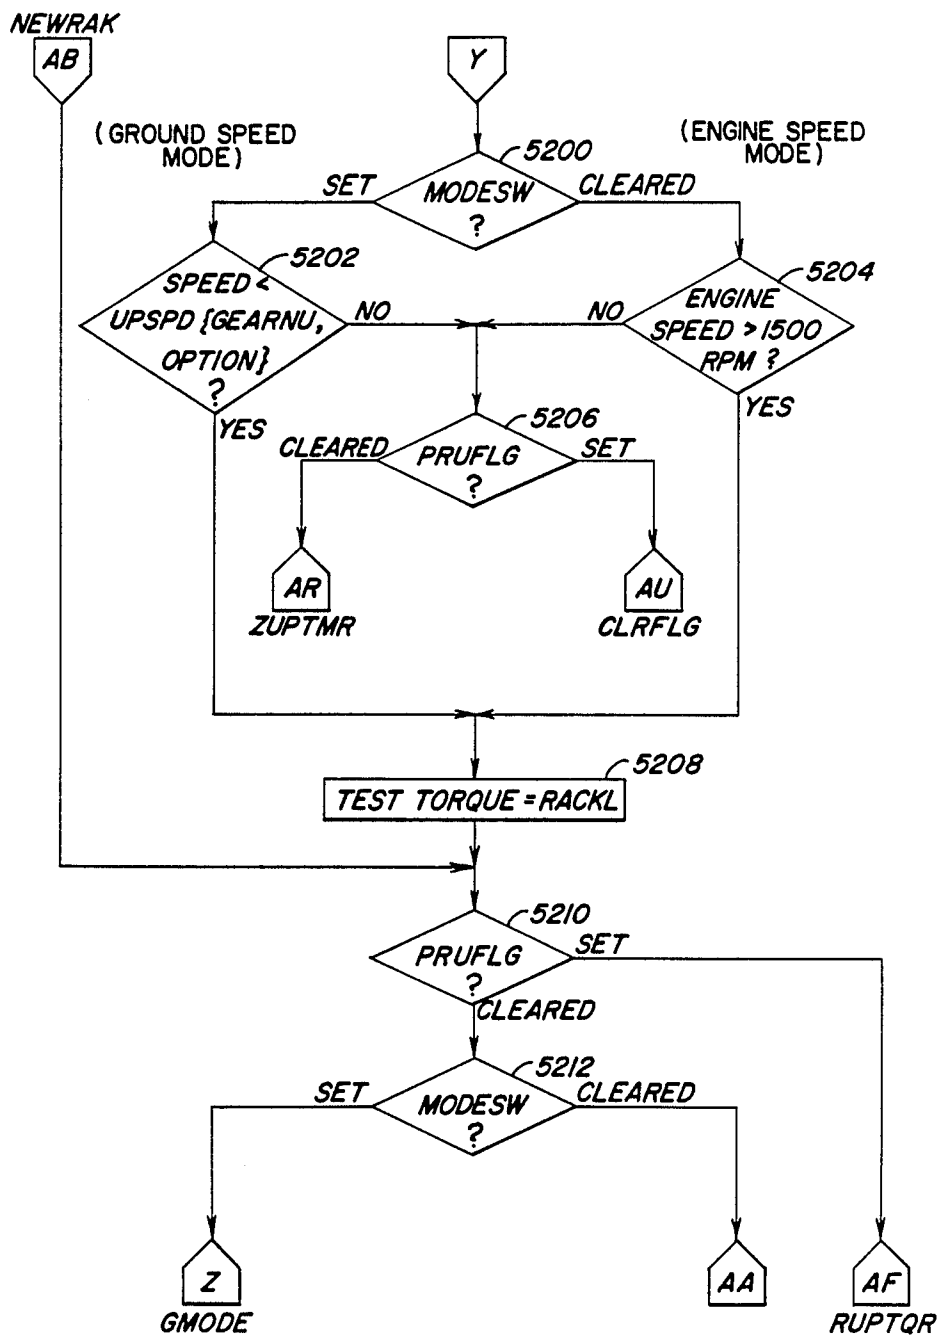 NEWRAK
AB
Y
(GROUND SPEED
MODE)
(ENGINE SPEED
MODE)
5200
SET
MODESW
?
CLEARED
5202
SPEED <
UPSPD {GEARNU,
OPTION}
?
NO
YES
5204
ENGINE
SPEED > 1500
RPM ?
NO
YES
5206
CLEARED
PRUFLG
?
SET
AR
ZUPTMR
AU
CLRFLG
5208
TEST TORQUE = RACKL
5210
PRUFLG
?
SET
CLEARED
5212
SET
MODESW
?
CLEARED
Z
GMODE
AA
AF
RUPTQR